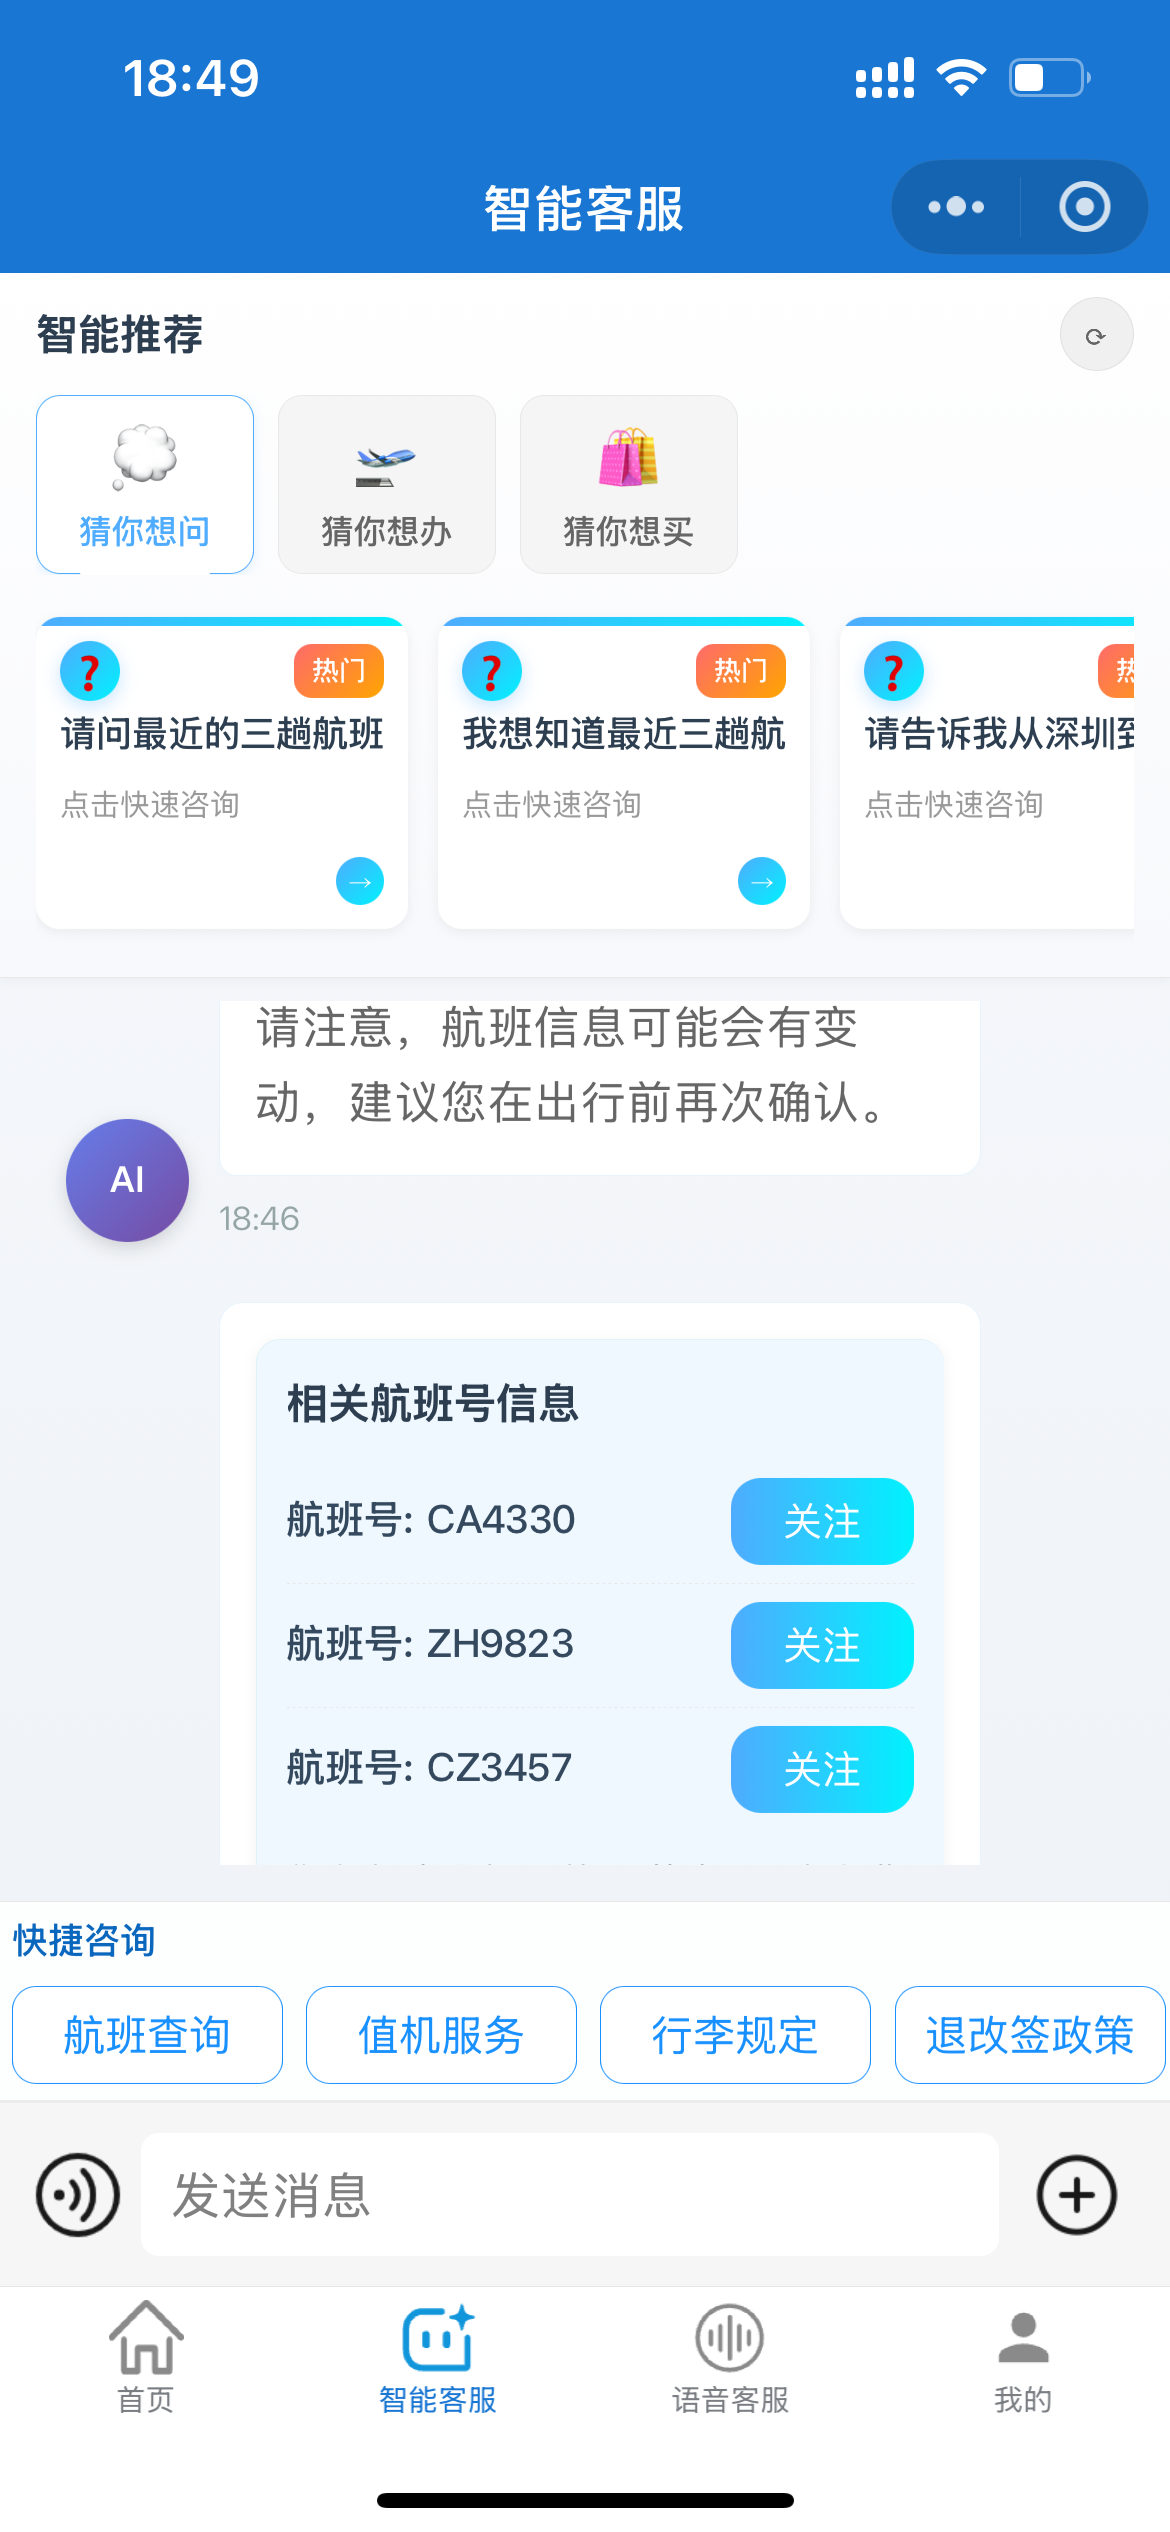 18:49
智能客服
智能推荐
猜你想问
猜你想办
猜你想买
热门
热门
请问最近的三趟航班
我想知道最近三趟航
请告诉我从深圳到
点击快速咨询
点击快速咨询
点击快速咨询
请注意，航班信息可能会有变
动，建议您在出行前再次确认。
AI
18:46
相关航班号信息
航班号: CA4330
关注
航班号: ZH9823
关注
航班号: CZ3457
关注
快捷咨询
航班查询
值机服务
行李规定
退改签政策
发送消息
首页
智能客服
语音客服
我的